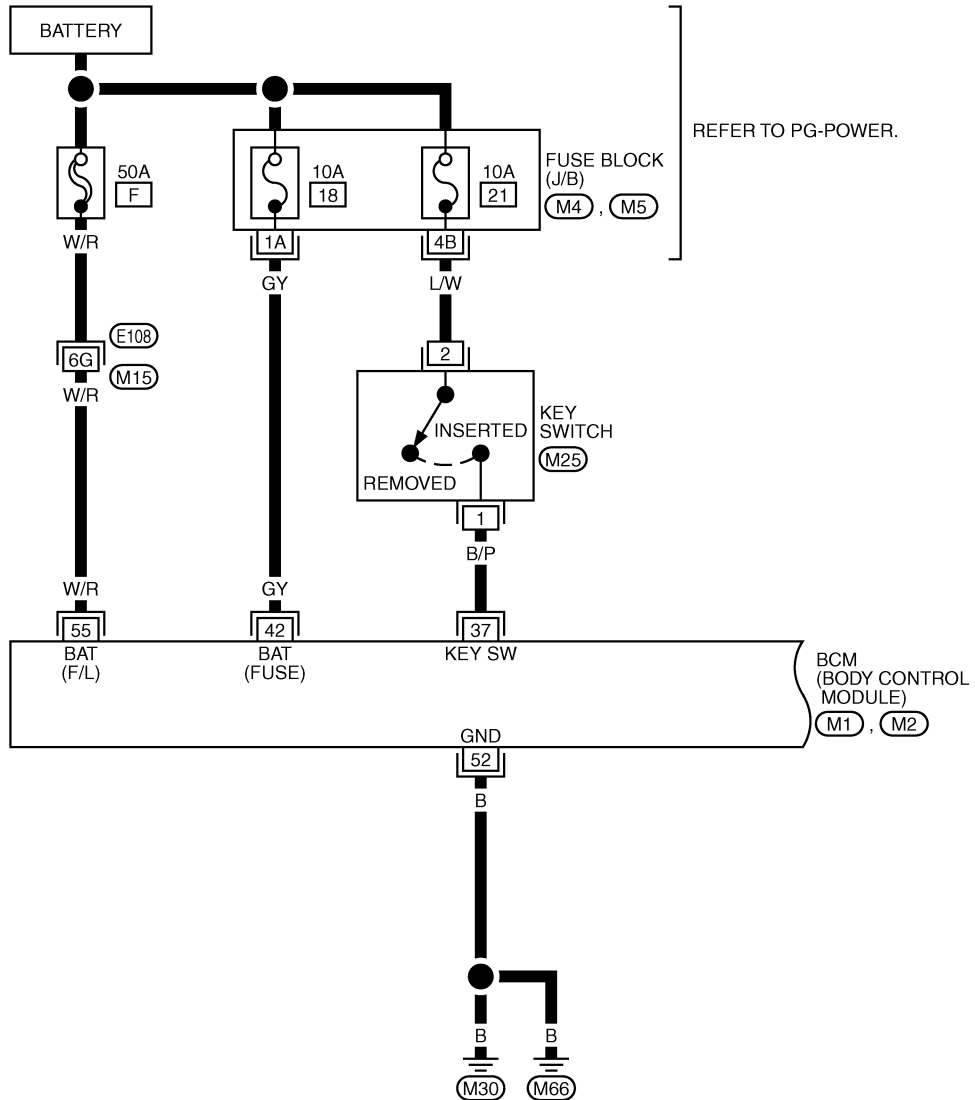 BATTERY
REFER TO PG-POWER.
50A
F
10A
18
10A
21
FUSE BLOCK
(J/B)
M4 , M5
W/R
1A
4B
GY
L/W
E108
6G
M15
W/R
2
INSERTED
REMOVED
KEY
SWITCH
M25
1
B/P
W/R
GY
55
42
37
BAT
(F/L)
BAT
(FUSE)
KEY SW
BCM
(BODY CONTROL
MODULE)
M1 , M2
GND
52
B
B
B
M30
M66